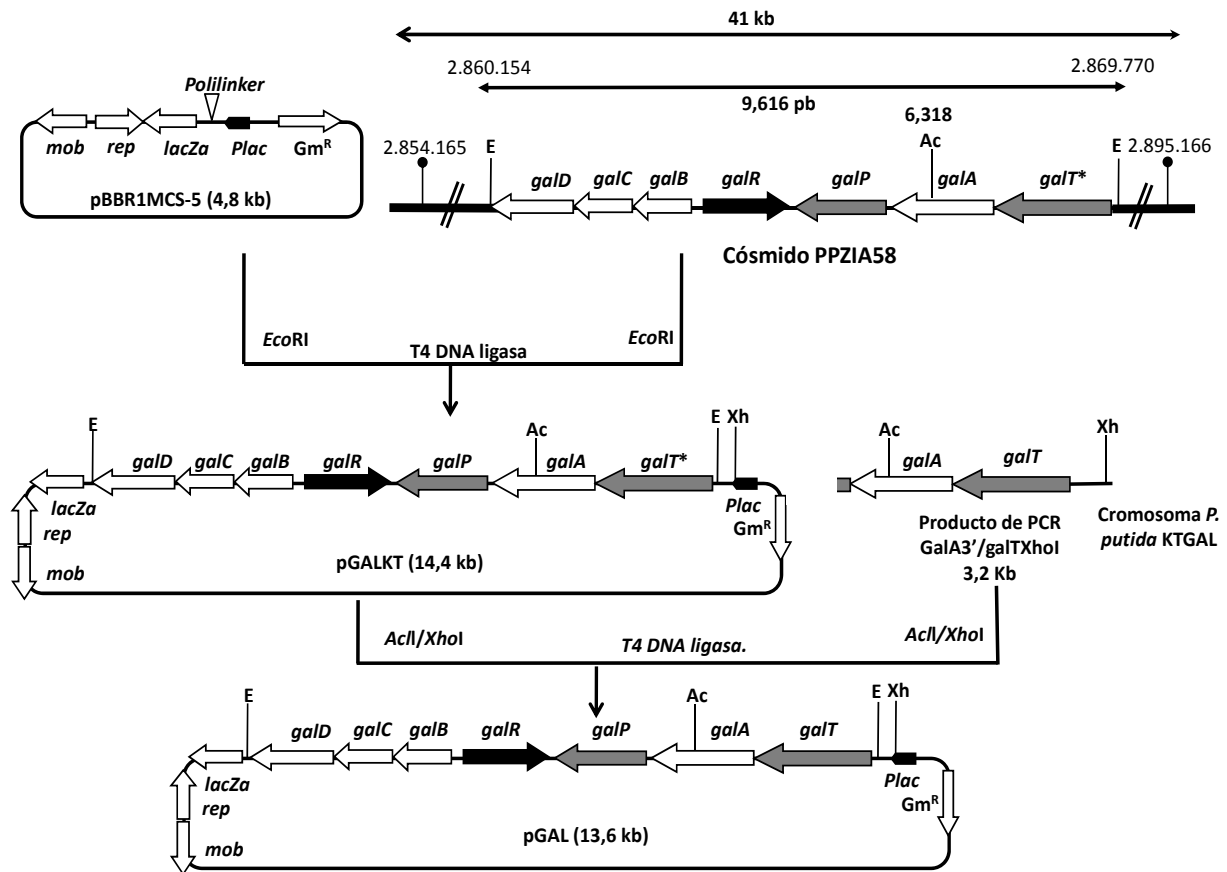 41 kb
2.860.154
2.869.770
9,616 pb
Polilinker
mob
rep
lacZa
Plac
GmR
pBBR1MCS-5 (4,8 kb)
6,318
Ac
2.854.165
E
E
2.895.166
galD
galC
galB
galR
galP
galA
galT*
Cósmido PPZIA58
EcoRI
EcoRI
T4 DNA ligasa
E
Ac
E
Xh
galD
galC
galB
galR
galP
galA
galT*
lacZa
rep
mob
Plac
GmR
pGALKT (14,4 kb)
Ac
Xh
galA
galT
Producto de PCR
GalA3'/galTXhoI
3,2 Kb
Cromosoma P.
putida KTGAL
AclI/XhoI
T4 DNA ligasa.
AclI/XhoI
E
Ac
E
Xh
galD
galC
galB
galR
galP
galA
galT
lacZa
rep
mob
Plac
GmR
pGAL (13,6 kb)